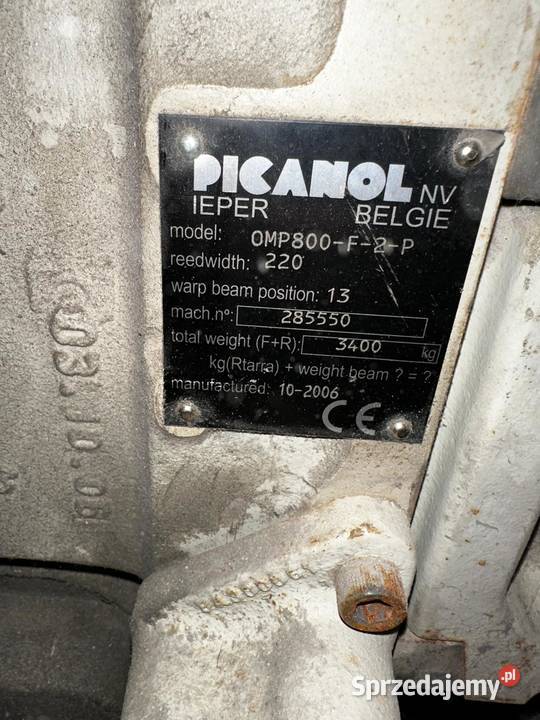 PICANOL NV
IEPER BELGIE
model: OMP800-F-2-P
reedwidth: 220
warp beam position: 13
mach.nº: 285550
total weight (F+R): 3400 kg
kg(Rtarra) + weight beam ? = ?
manufactured: 10-2006
CE
Sprzedajemy.pl